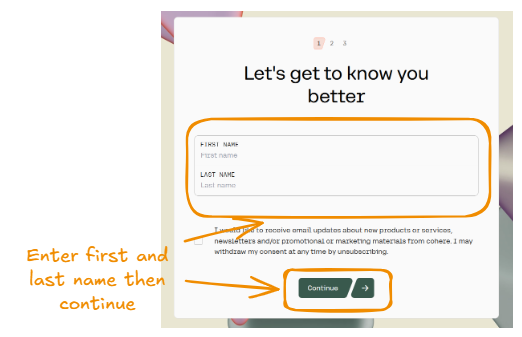 1 2 3
Let's get to know you
better
FIRST NAME
First name
LAST NAME
Last name
I would like to receive email updates about new products or services,
newsletters and/or promotional or marketing materials from cohere. I may
withdraw my consent at any time by unsubscribing.
Enter first and
last name then
continue
Continue